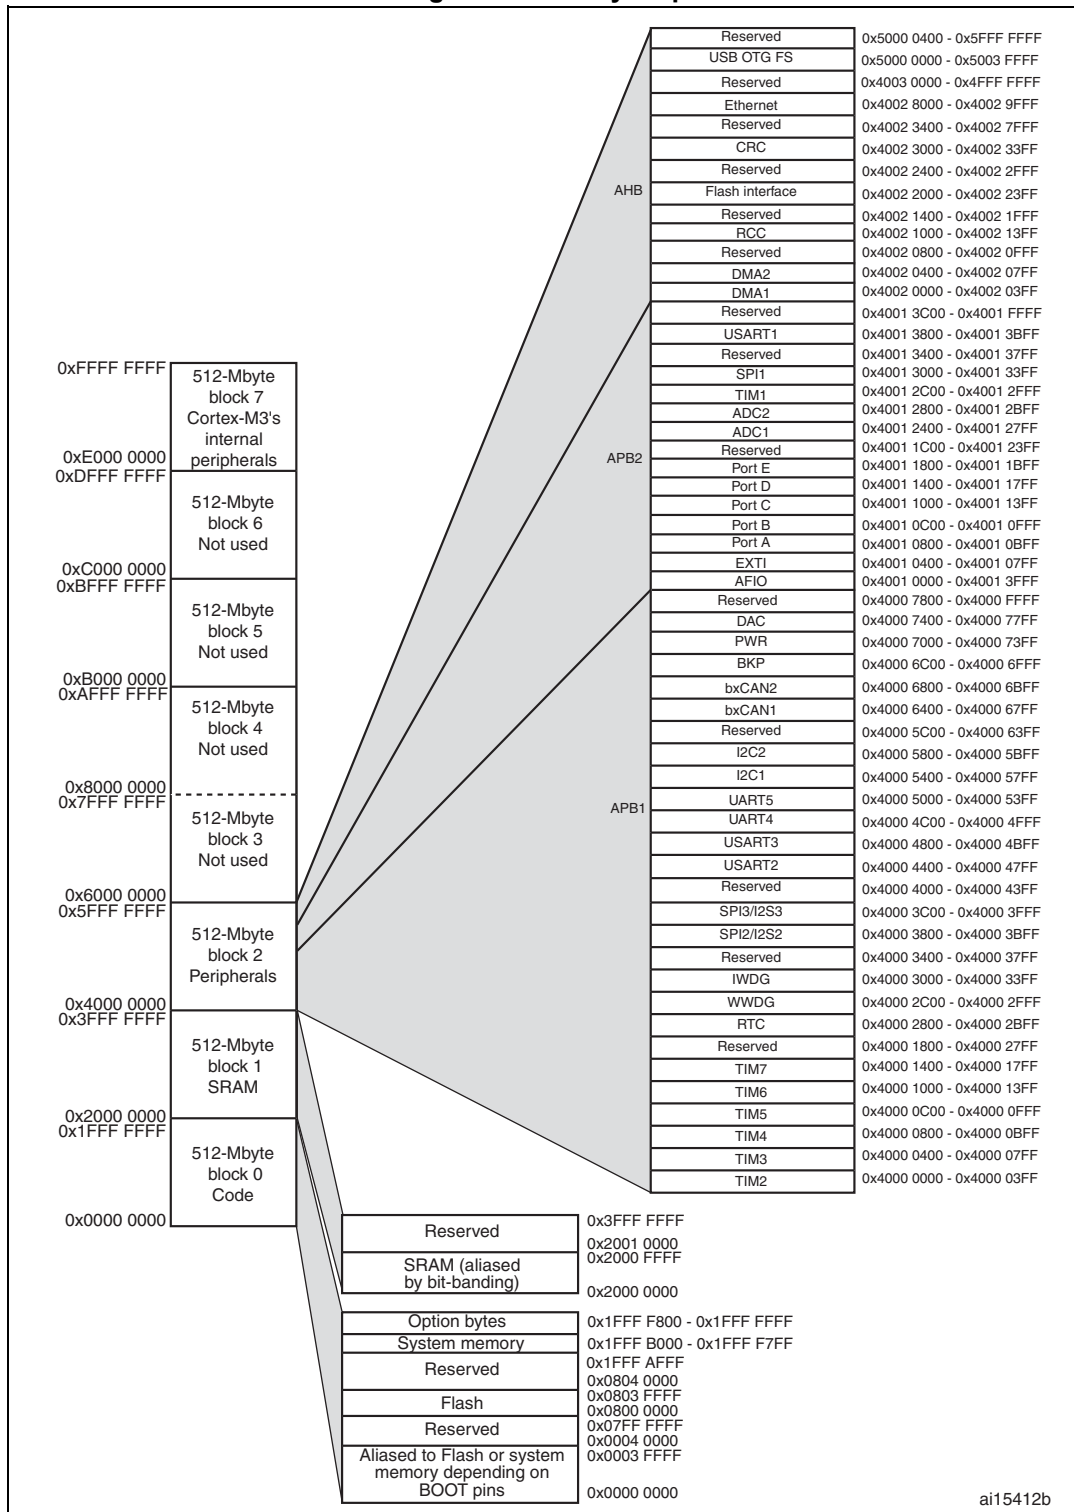 Reserved 0x5000 0400 - 0x5FFF FFFF
USB OTG FS 0x5000 0000 - 0x5003 FFFF
Reserved 0x4003 0000 - 0x4FFF FFFF
Ethernet 0x4002 8000 - 0x4002 9FFF
Reserved 0x4002 3400 - 0x4002 7FFF
CRC 0x4002 3000 - 0x4002 33FF
Reserved 0x4002 2400 - 0x4002 2FFF
AHB
Flash interface 0x4002 2000 - 0x4002 23FF
Reserved 0x4002 1400 - 0x4002 1FFF
RCC 0x4002 1000 - 0x4002 13FF
Reserved 0x4002 0800 - 0x4002 0FFF
DMA2 0x4002 0400 - 0x4002 07FF
DMA1 0x4002 0000 - 0x4002 03FF
Reserved 0x4001 3C00 - 0x4001 FFFF
USART1 0x4001 3800 - 0x4001 3BFF
Reserved 0x4001 3400 - 0x4001 37FF
SPI1 0x4001 3000 - 0x4001 33FF
TIM1 0x4001 2C00 - 0x4001 2FFF
ADC2 0x4001 2800 - 0x4001 2BFF
ADC1 0x4001 2400 - 0x4001 27FF
Reserved 0x4001 1C00 - 0x4001 23FF
APB2
Port E 0x4001 1800 - 0x4001 1BFF
Port D 0x4001 1400 - 0x4001 17FF
Port C 0x4001 1000 - 0x4001 13FF
Port B 0x4001 0C00 - 0x4001 0FFF
Port A 0x4001 0800 - 0x4001 0BFF
EXTI 0x4001 0400 - 0x4001 07FF
AFIO 0x4001 0000 - 0x4001 3FFF
Reserved 0x4000 7800 - 0x4000 FFFF
DAC 0x4000 7400 - 0x4000 77FF
PWR 0x4000 7000 - 0x4000 73FF
BKP 0x4000 6C00 - 0x4000 6FFF
bxCAN2 0x4000 6800 - 0x4000 6BFF
bxCAN1 0x4000 6400 - 0x4000 67FF
Reserved 0x4000 5C00 - 0x4000 63FF
I2C2 0x4000 5800 - 0x4000 5BFF
I2C1 0x4000 5400 - 0x4000 57FF
APB1
UART5 0x4000 5000 - 0x4000 53FF
UART4 0x4000 4C00 - 0x4000 4FFF
USART3 0x4000 4800 - 0x4000 4BFF
USART2 0x4000 4400 - 0x4000 47FF
Reserved 0x4000 4000 - 0x4000 43FF
SPI3/I2S3 0x4000 3C00 - 0x4000 3FFF
SPI2/I2S2 0x4000 3800 - 0x4000 3BFF
Reserved 0x4000 3400 - 0x4000 37FF
IWDG 0x4000 3000 - 0x4000 33FF
WWDG 0x4000 2C00 - 0x4000 2FFF
RTC 0x4000 2800 - 0x4000 2BFF
Reserved 0x4000 1800 - 0x4000 27FF
TIM7 0x4000 1400 - 0x4000 17FF
TIM6 0x4000 1000 - 0x4000 13FF
TIM5 0x4000 0C00 - 0x4000 0FFF
TIM4 0x4000 0800 - 0x4000 0BFF
TIM3 0x4000 0400 - 0x4000 07FF
TIM2 0x4000 0000 - 0x4000 03FF
0xFFFF FFFF
512-Mbyte
block 7
Cortex-M3's
internal
peripherals
0xE000 0000
0xDFFF FFFF
512-Mbyte
block 6
Not used
0xC000 0000
0xBFFF FFFF
512-Mbyte
block 5
Not used
0xB000 0000
0xAFFF FFFF
512-Mbyte
block 4
Not used
0x8000 0000
0x7FFF FFFF
512-Mbyte
block 3
Not used
0x6000 0000
0x5FFF FFFF
512-Mbyte
block 2
Peripherals
0x4000 0000
0x3FFF FFFF
512-Mbyte
block 1
SRAM
0x2000 0000
0x1FFF FFFF
512-Mbyte
block 0
Code
0x0000 0000
Reserved
0x3FFF FFFF
0x2001 0000
0x2000 FFFF
SRAM (aliased
by bit-banding)
0x2000 0000
Option bytes 0x1FFF F800 - 0x1FFF FFFF
System memory 0x1FFF B000 - 0x1FFF F7FF
0x1FFF AFFF
Reserved
0x0804 0000
0x0803 FFFF
Flash
0x0800 0000
0x07FF FFFF
Reserved
0x0004 0000
0x0003 FFFF
Aliased to Flash or system
memory depending on
BOOT pins
0x0000 0000
ai15412b